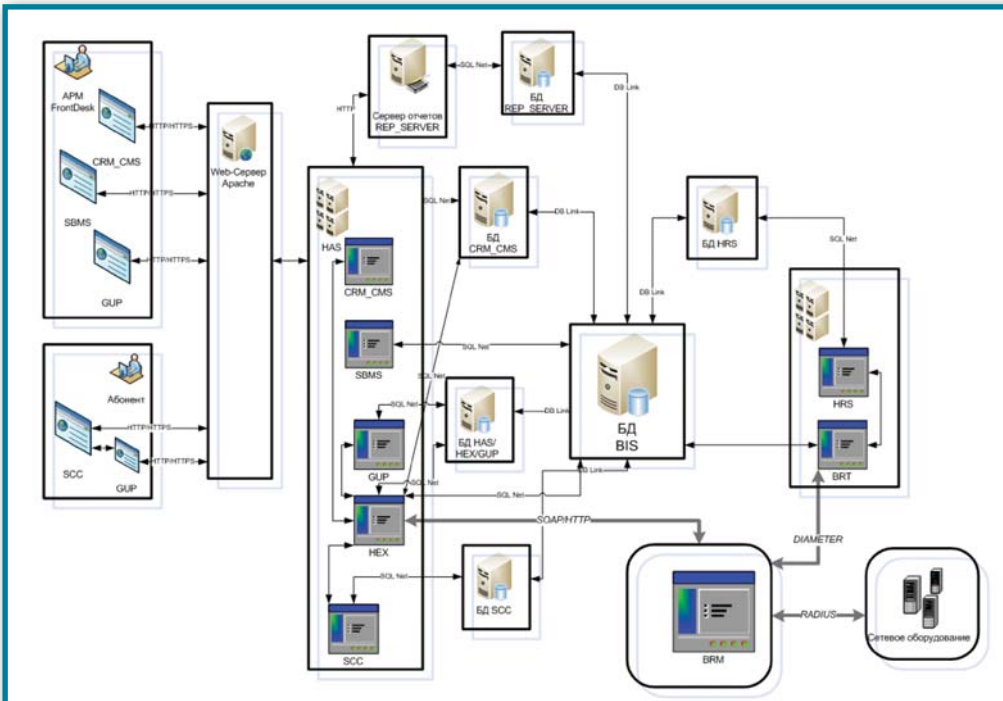 АРМ
FrontDesk
CRM_CMS
HTTP/HTTPS
SBMS
HTTP/HTTPS
GUP
HTTP/HTTPS
Абонент
SCC
HTTP/HTTPS
GUP
HTTP/HTTPS
Web-Сервер
Apache
HTTP
Сервер отчетов
REP_SERVER
SQL Net
БД
REP_SERVER
DB Link
HAS
CRM_CMS
SBMS
GUP
HEX
SCC
SQL Net
БД
CRM_CMS
DB Link
SQL Net
SQL Net
SQL Net
БД HAS/
HEX/GUP
DB Link
SQL Net
SQL Net
SQL Net
БД SCC
DB Link
БД
BIS
DB Link
БД HRS
SQL Net
HRS
BRT
SOAP/HTTP
DIAMETER
BRM
RADIUS
Сетевое оборудование